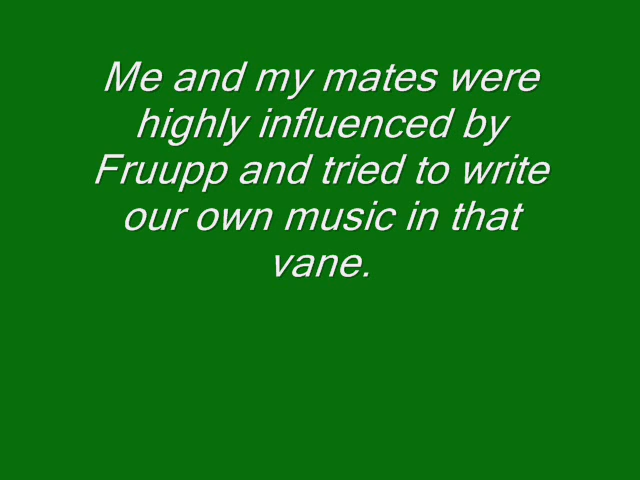 Me and my mates were
highly influenced by
Fruupp and tried to write
our own music in that
vane.